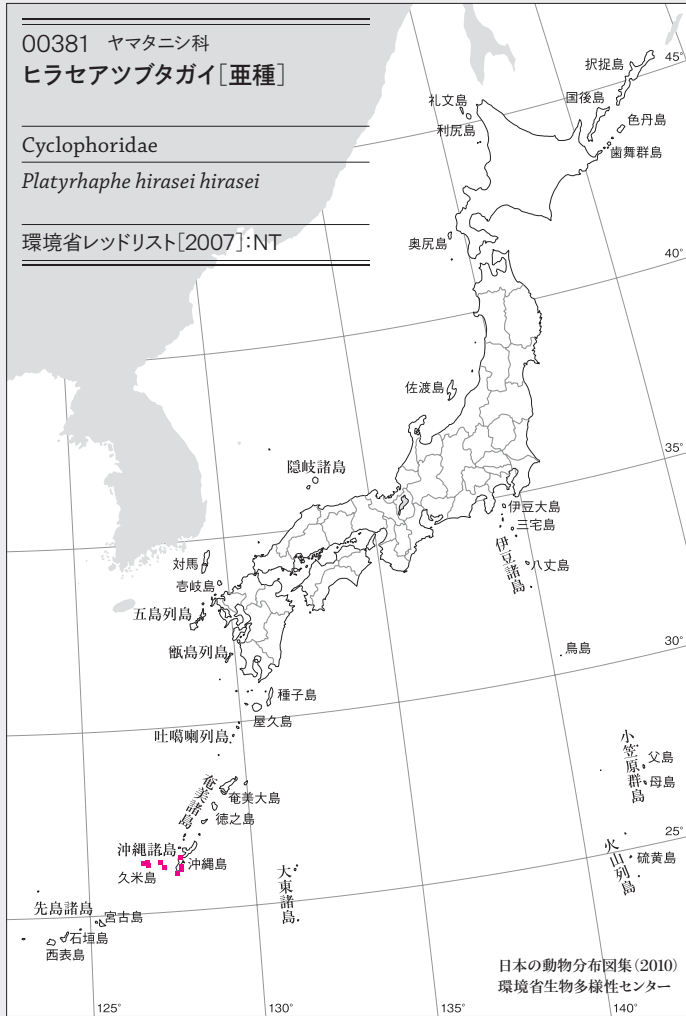 00381 ヤマタニシ科
ヒラセアツブタガイ[亜種]
Cyclophoridae
Platyrhaphe hirasei hirasei
環境省レッドリスト[2007]:NT
択捉島
45°
国後島
礼文島
色丹島
利尻島
歯舞群島
奥尻島
40°
佐渡島
35°
隠岐諸島
伊豆大島
三宅島
伊豆諸島
八丈島
対馬
壱岐島
五島列島
甑島列島
鳥島
30°
種子島
屋久島
吐噶喇列島
小笠原群島
父島
母島
奄美諸島
奄美大島
徳之島
25°
沖縄諸島
沖縄島
久米島
火山列島
硫黄島
大東諸島
先島諸島
宮古島
石垣島
西表島
日本の動物分布図集(2010)
環境省生物多様性センター
125°
130°
135°
140°